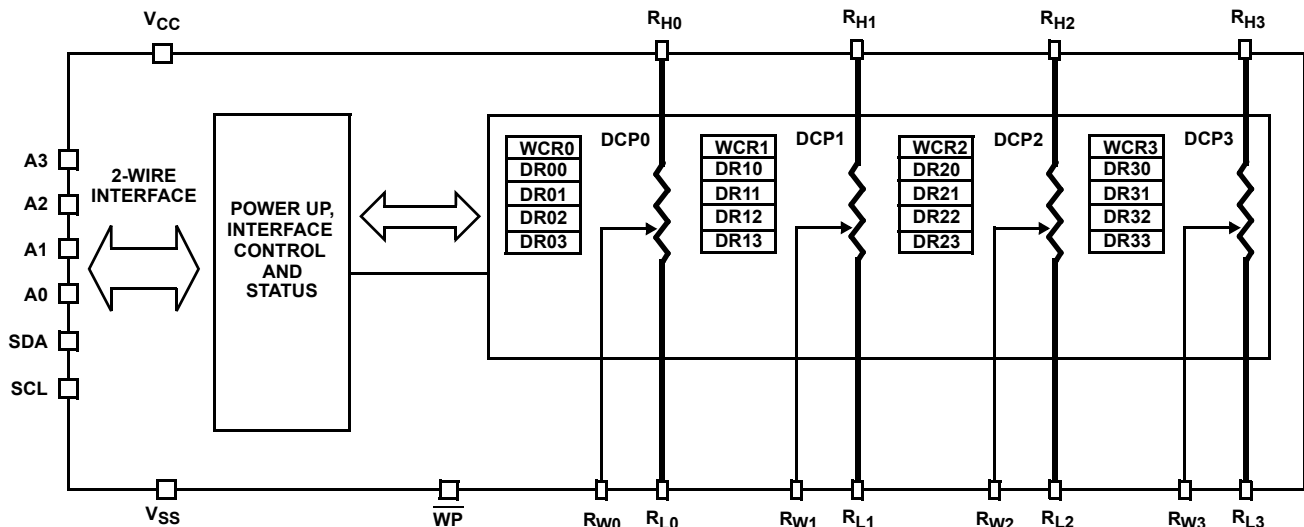 VCC RH0 RH1 RH2 RH3
A3
A2
A1
A0
SDA
SCL
2-WIRE
INTERFACE
POWER UP,
INTERFACE
CONTROL
AND
STATUS
WCR0
DR00
DR01
DR02
DR03
DCP0
WCR1
DR10
DR11
DR12
DR13
DCP1
WCR2
DR20
DR21
DR22
DR23
DCP2
WCR3
DR30
DR31
DR32
DR33
DCP3
VSS WP RW0 RL0 RW1 RL1 RW2 RL2 RW3 RL3